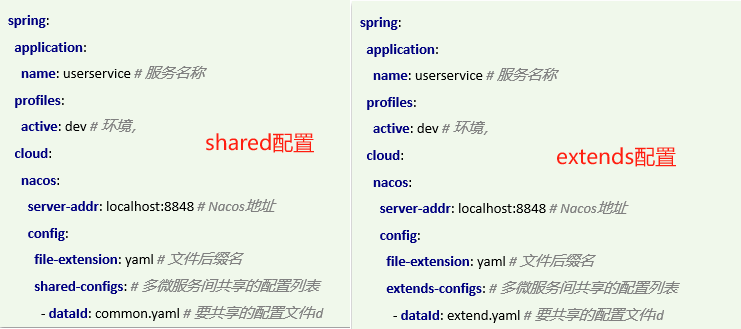 spring:
application:
name: userservice # 服务名称
profiles:
active: dev # 环境,
cloud:
nacos:
server-addr: localhost:8848 # Nacos地址
config:
file-extension: yaml # 文件后缀名
shared-configs: # 多微服务间共享的配置列表
- dataId: common.yaml # 要共享的配置文件id
shared配置
spring:
application:
name: userservice # 服务名称
profiles:
active: dev # 环境,
cloud:
nacos:
server-addr: localhost:8848 # Nacos地址
config:
file-extension: yaml # 文件后缀名
extends-configs: # 多微服务间共享的配置列表
- dataId: extend.yaml # 要共享的配置文件id
extends配置